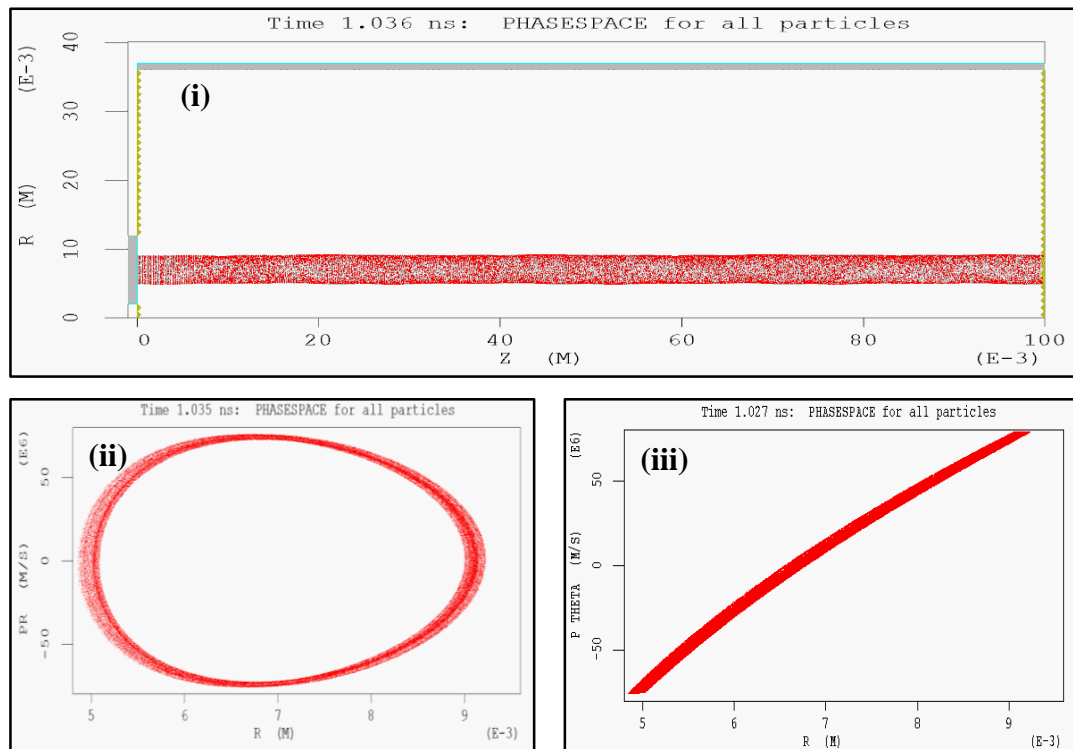 Time 1.036 ns: PHASESPACE for all particles
(i)
R (M) (E-3)
40
30
20
10
0
0 20 40 60 80 100
Z (M) (E-3)
Time 1.035 ns: PHASESPACE for all particles
(ii)
PR (M/S) (E6)
50
0
-50
5 6 7 8 9
R (M) (E-3)
Time 1.027 ns: PHASESPACE for all particles
(iii)
P THETA (M/S) (E6)
50
0
-50
5 6 7 8 9
R (M) (E-3)